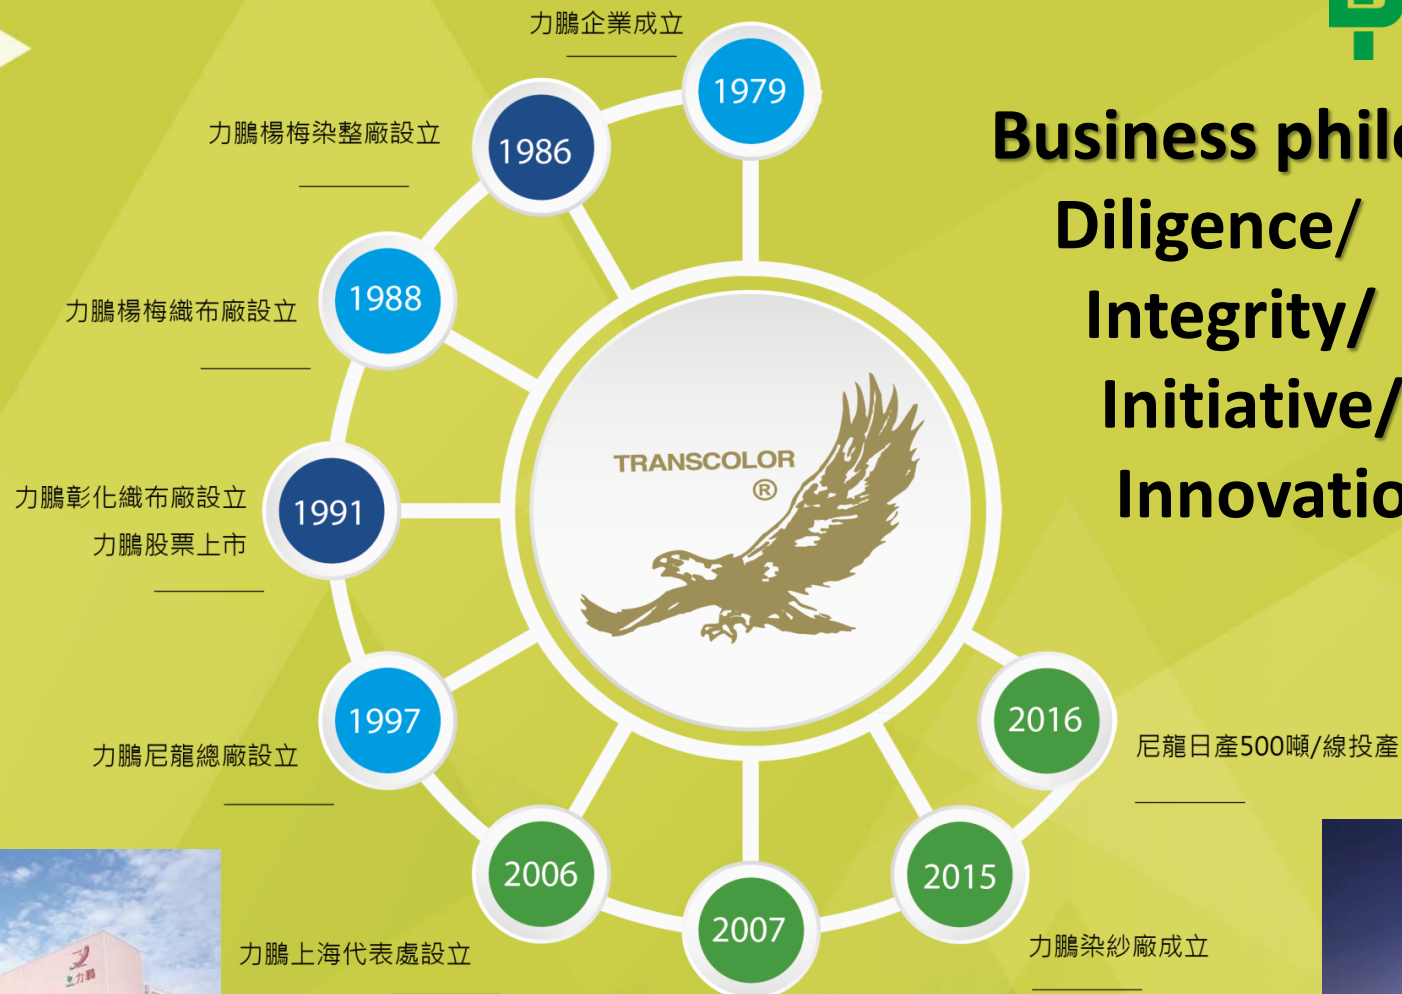 力鵬企業成立
1979
Business
1986
力鵬楊梅染整廠設立
Diligence/
1988
力鵬楊梅織布廠設立
Integrity/
Initiative/
TRANSCOLOR
®
1991
力鵬彰化織布廠設立
力鵬股票上市
1997
力鵬尼龍總廠設立
2016
尼龍日產500噸/線投產
2006
力鵬上海代表處設立
2007
2015
力鵬染紗廠成立
力鵬